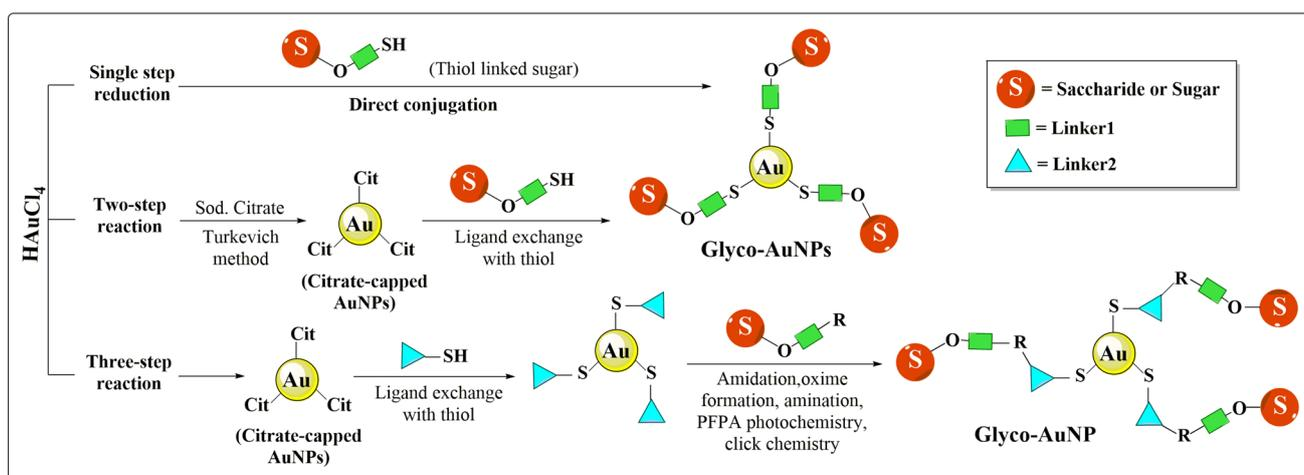 HAuCl4
Single step
reduction
S
O
SH
(Thiol linked sugar)
Direct conjugation
S
O
S
Au
S
O
S
S
O
S
Glyco-AuNPs
S = Saccharide or Sugar
= Linker1
= Linker2
Two-step
reaction
Sod. Citrate
Turkevich
method
Cit
Au
Cit
Cit
(Citrate-capped
AuNPs)
S
O
SH
Ligand exchange
with thiol
Three-step
reaction
Cit
Au
Cit
Cit
(Citrate-capped
AuNPs)
SH
Ligand exchange
with thiol
S
Au
S
S
S
O
R
Amidation,oxime
formation, amination,
PFPA photochemistry,
click chemistry
S
O
R
S
Au
S
R
O
S
S
R
O
S
Glyco-AuNP